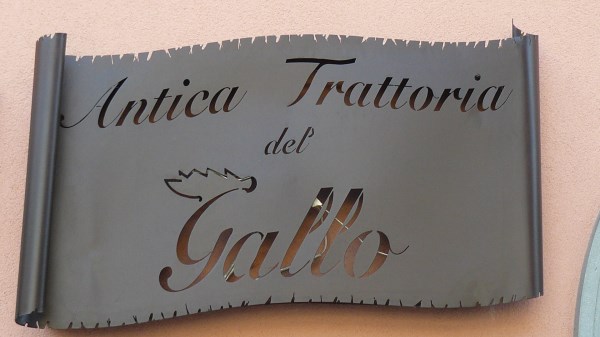 Antica Trattoria
del'
Gallo